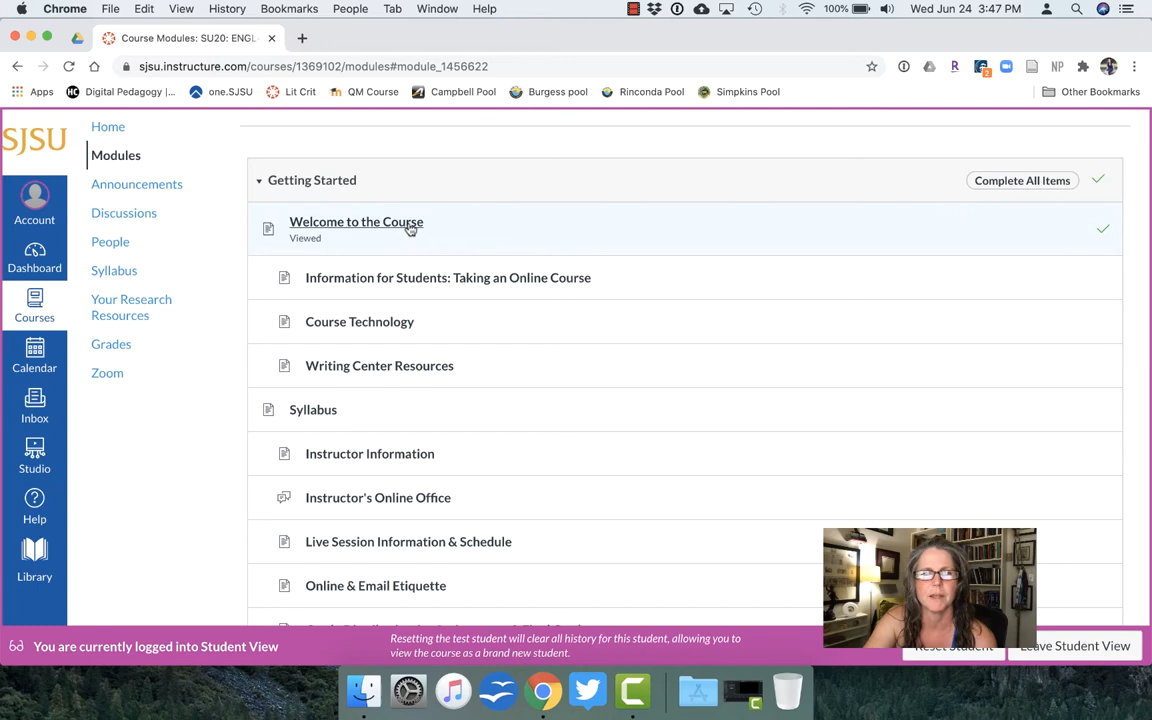 Chrome File Edit View History Bookmarks People Tab Window Help 100% Wed Jun 24 3:47 PM
Course Modules: SU20: ENGL
sjsu.instructure.com/courses/1369102/modules#module_1456622
NP
2
Apps Digital Pedagogy |... one.SJSU Lit Crit QM Course Campbell Pool Burgess pool Rinconda Pool Simpkins Pool Other Bookmarks
SJSU
Account
Dashboard
Courses
Calendar
Inbox
Studio
Help
Library
Home
Modules
Announcements
Discussions
People
Syllabus
Your Research
Resources
Grades
Zoom
Getting Started Complete All Items
Welcome to the Course
Viewed
Information for Students: Taking an Online Course
Course Technology
Writing Center Resources
Syllabus
Instructor Information
Instructor's Online Office
Live Session Information & Schedule
Online & Email Etiquette
You are currently logged into Student View
Resetting the test student will clear all history for this student, allowing you
to view the course as a brand new student.
Reset Student Leave Student View